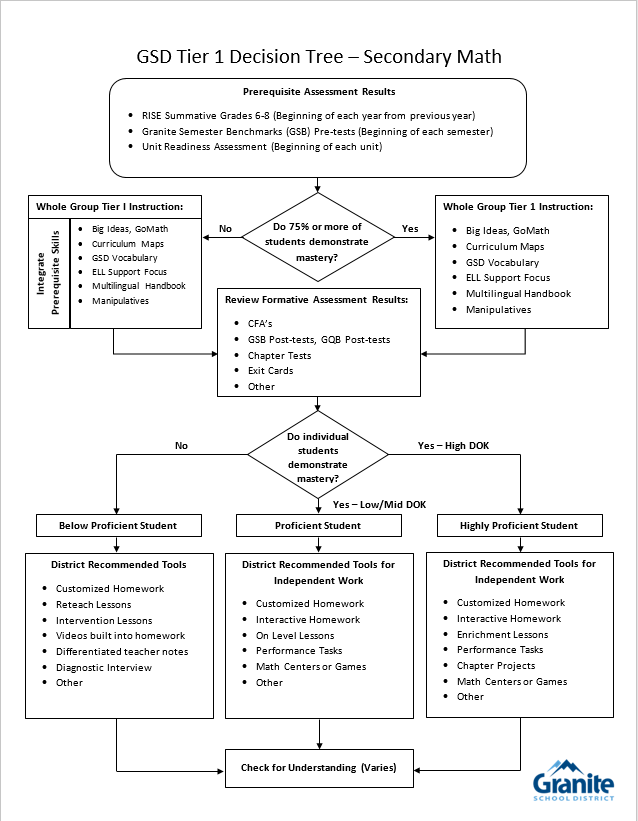 GSD Tier 1 Decision Tree – Secondary Math
Prerequisite Assessment Results
• RISE Summative Grades 6-8 (Beginning of each year from previous year)
• Granite Semester Benchmarks (GSB) Pre-tests (Beginning of each semester)
• Unit Readiness Assessment (Beginning of each unit)
Whole Group Tier I Instruction:
Integrate
Prerequisite Skills
• Big Ideas, GoMath
• Curriculum Maps
• GSD Vocabulary
• ELL Support Focus
• Multilingual Handbook
• Manipulatives
No
Do 75% or more of
students demonstrate
mastery?
Yes
Whole Group Tier 1 Instruction:
• Big Ideas, GoMath
• Curriculum Maps
• GSD Vocabulary
• ELL Support Focus
• Multilingual Handbook
• Manipulatives
Review Formative Assessment Results:
• CFA's
• GSB Post-tests, GQB Post-tests
• Chapter Tests
• Exit Cards
• Other
No
Do individual
students
demonstrate
mastery?
Yes – High DOK
Yes – Low/Mid DOK
Below Proficient Student
Proficient Student
Highly Proficient Student
District Recommended Tools
• Customized Homework
• Reteach Lessons
• Intervention Lessons
• Videos built into homework
• Differentiated teacher notes
• Diagnostic Interview
• Other
District Recommended Tools for
Independent Work
• Customized Homework
• Interactive Homework
• On Level Lessons
• Performance Tasks
• Math Centers or Games
• Other
District Recommended Tools for
Independent Work
• Customized Homework
• Interactive Homework
• Enrichment Lessons
• Performance Tasks
• Chapter Projects
• Math Centers or Games
• Other
Check for Understanding (Varies)
Granite
SCHOOL DISTRICT